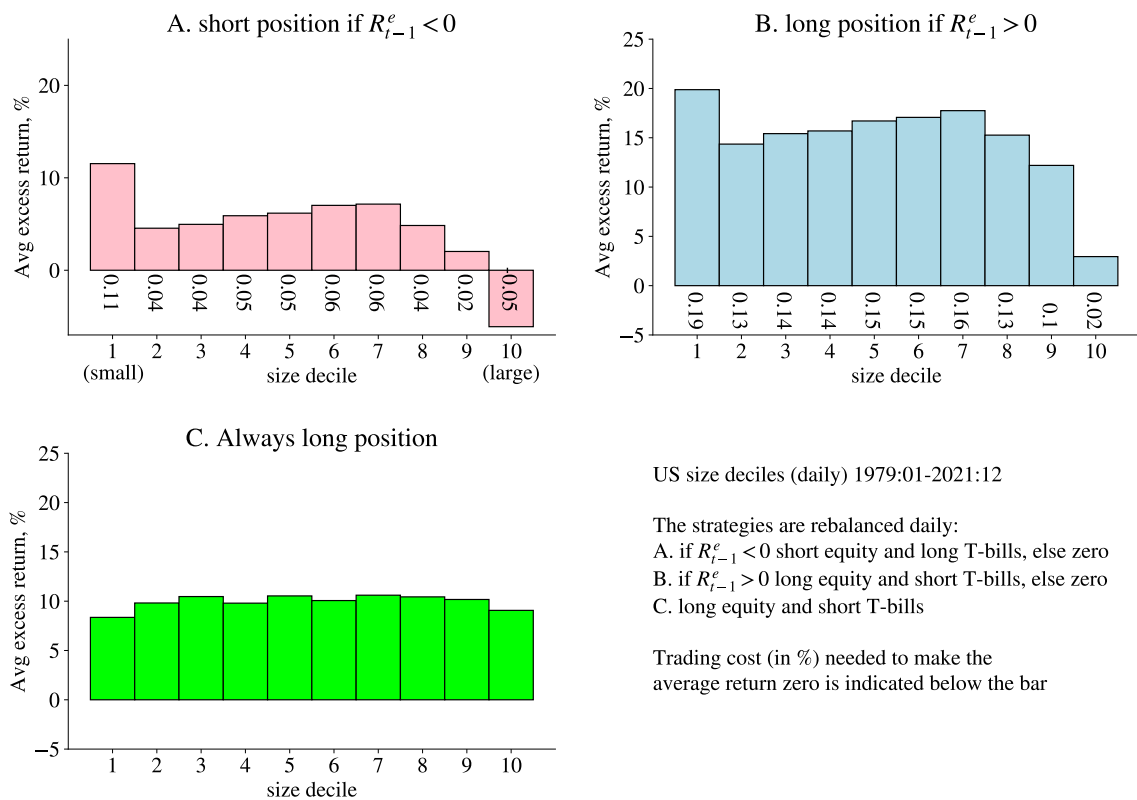 A. short position if Rᵉₜ₋₁ < 0
Avg excess return, %
20
10
0
0.11
0.04
0.04
0.05
0.05
0.06
0.06
0.04
0.02
-0.05
1 2 3 4 5 6 7 8 9 10
(small) size decile (large)
B. long position if Rᵉₜ₋₁ > 0
Avg excess return, %
25
20
15
10
5
0
−5
0.19
0.13
0.14
0.14
0.15
0.15
0.16
0.13
0.1
0.02
1 2 3 4 5 6 7 8 9 10
size decile
C. Always long position
Avg excess return, %
25
20
15
10
5
0
−5
1 2 3 4 5 6 7 8 9 10
size decile
US size deciles (daily) 1979:01-2021:12
The strategies are rebalanced daily:
A. if Rᵉₜ₋₁ < 0 short equity and long T-bills, else zero
B. if Rᵉₜ₋₁ > 0 long equity and short T-bills, else zero
C. long equity and short T-bills
Trading cost (in %) needed to make the
average return zero is indicated below the bar